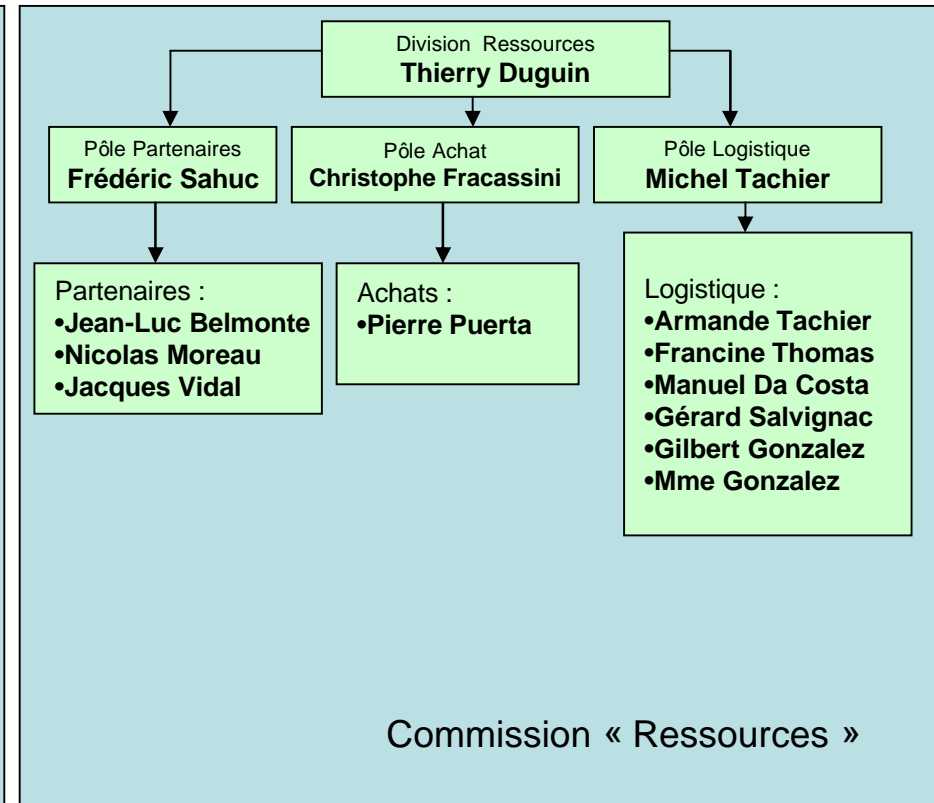 Division Ressources
Thierry Duguin
Pôle Partenaires
Frédéric Sahuc
Pôle Achat
Christophe Fracassini
Pôle Logistique
Michel Tachier
Partenaires :
•Jean-Luc Belmonte
•Nicolas Moreau
•Jacques Vidal
Achats :
•Pierre Puerta
Logistique :
•Armande Tachier
•Francine Thomas
•Manuel Da Costa
•Gérard Salvignac
•Gilbert Gonzalez
•Mme Gonzalez
Commission « Ressources »